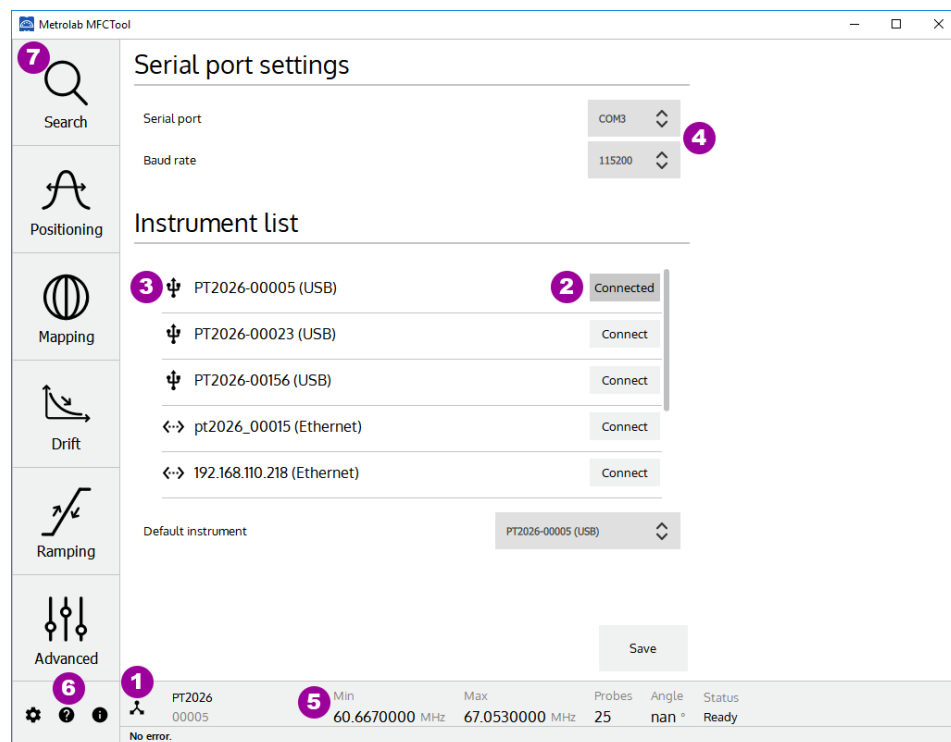 Metrolab MFCTool
7
Search
Positioning
Mapping
Drift
Ramping
Advanced
6
Serial port settings
Serial port COM3
4
Baud rate 115200
Instrument list
3 PT2026-00005 (USB) 2 Connected
PT2026-00023 (USB) Connect
PT2026-00156 (USB) Connect
pt2026_00015 (Ethernet) Connect
192.168.110.218 (Ethernet) Connect
Default instrument PT2026-00005 (USB)
Save
1 PT2026 5 Min Max Probes Angle Status
00005 60.6670000 MHz 67.0530000 MHz 25 nan ° Ready
No error.